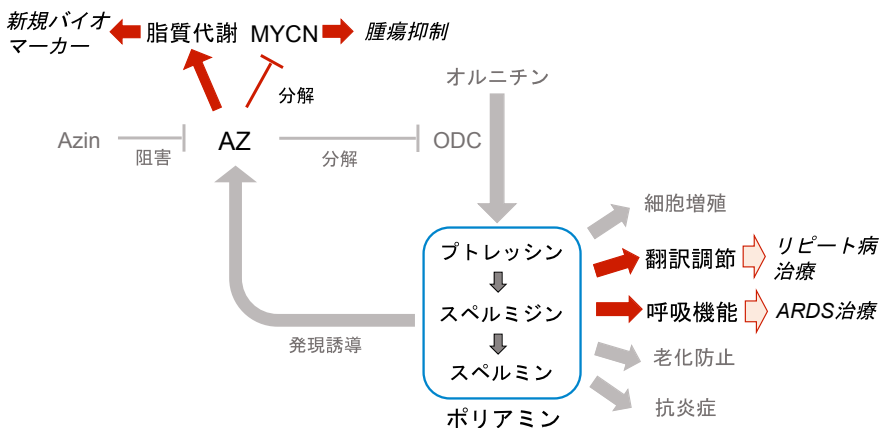 新規バイオ
マーカー
脂質代謝
MYCN
腫瘍抑制
分解
オルニチン
Azin
阻害
AZ
分解
ODC
細胞増殖
プトレッシン
翻訳調節
リピート病
治療
スペルミジン
呼吸機能
ARDS治療
発現誘導
スペルミン
老化防止
抗炎症
ポリアミン